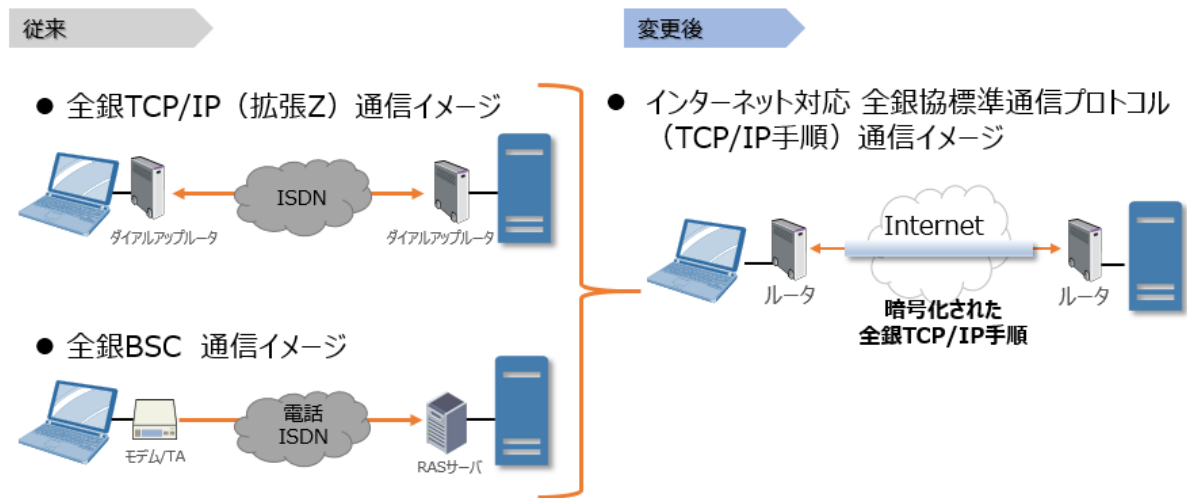 従来
変更後
● 全銀TCP/IP（拡張Z）通信イメージ
ISDN
ダイアルアップルータ
ダイアルアップルータ
● 全銀BSC 通信イメージ
電話
ISDN
モデム/TA
RASサーバ
● インターネット対応 全銀協標準通信プロトコル
（TCP/IP手順）通信イメージ
Internet
ルータ
ルータ
暗号化された
全銀TCP/IP手順